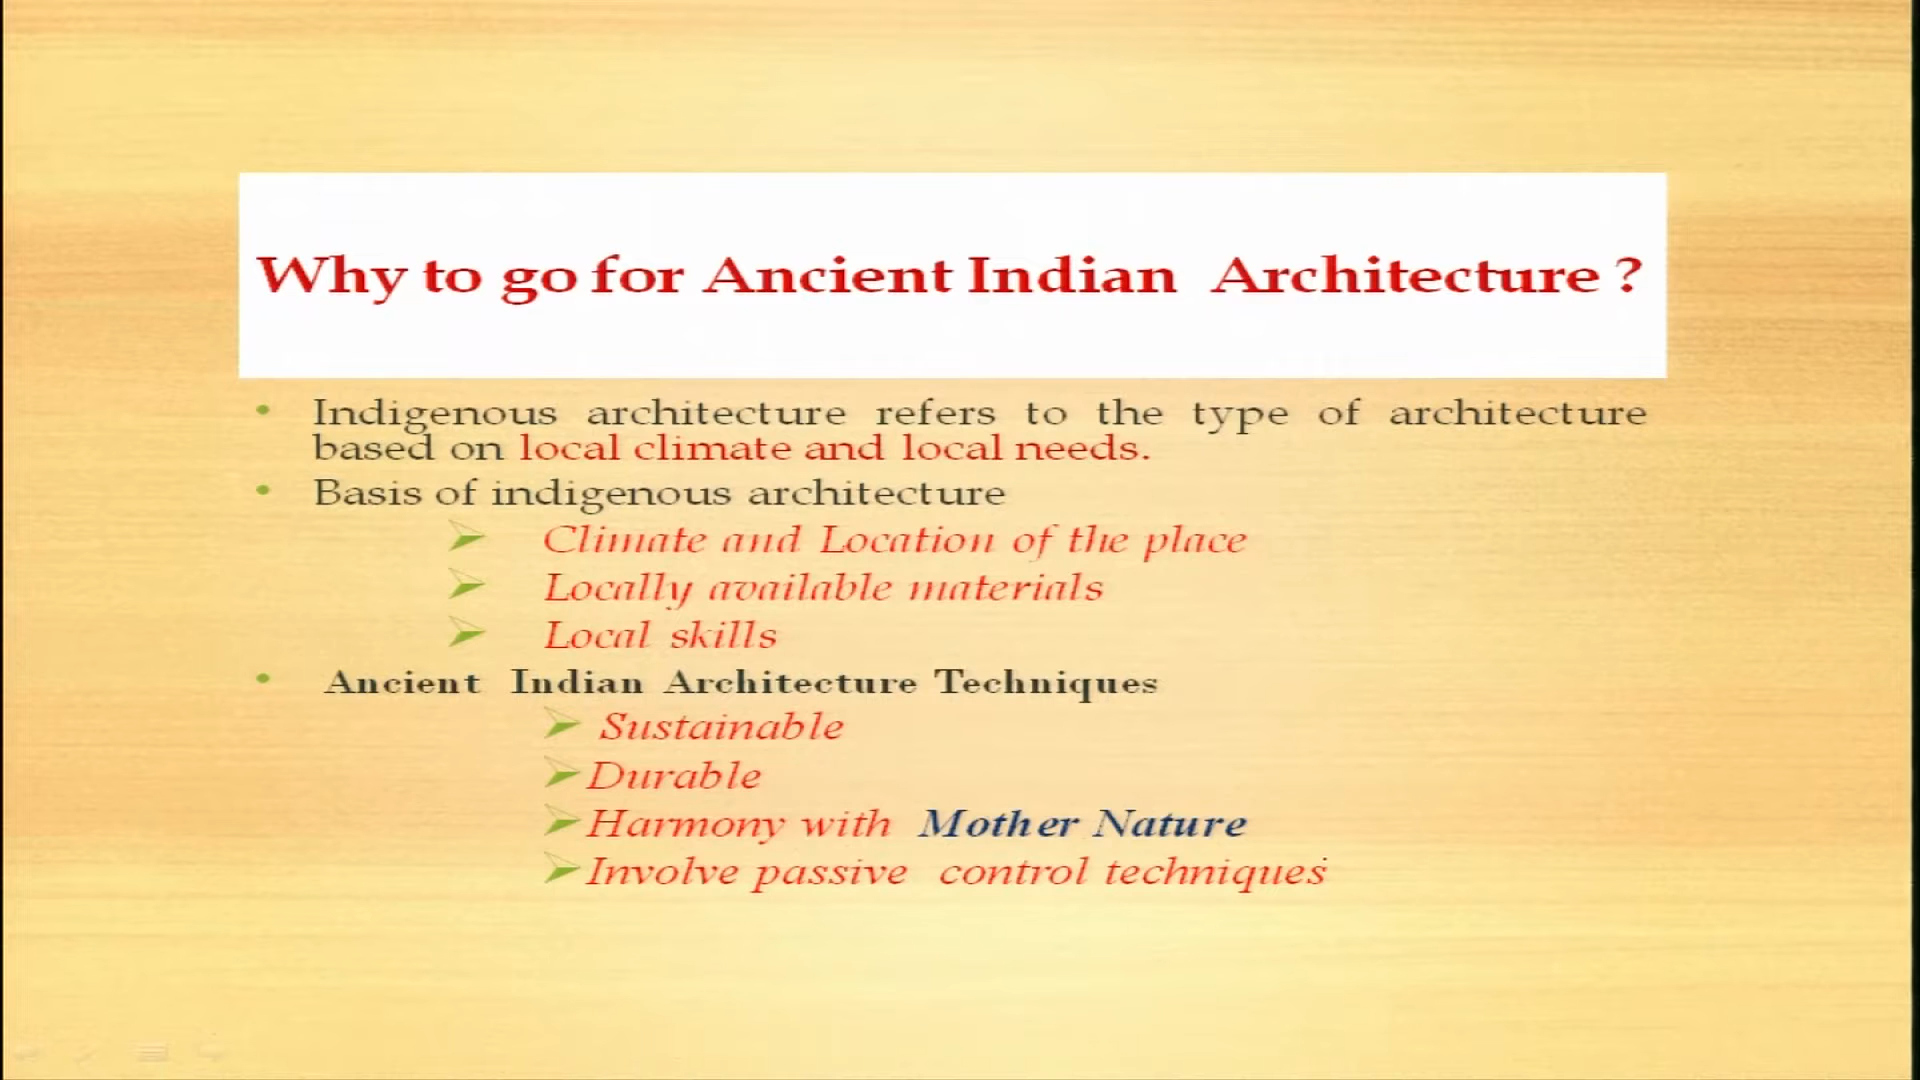 Why to go for Ancient Indian Architecture ?
• Indigenous architecture refers to the type of architecture
based on local climate and local needs.
• Basis of indigenous architecture
➢ Climate and Location of the place
➢ Locally available materials
➢ Local skills
• Ancient Indian Architecture Techniques
➢ Sustainable
➢ Durable
➢ Harmony with Mother Nature
➢ Involve passive control techniques